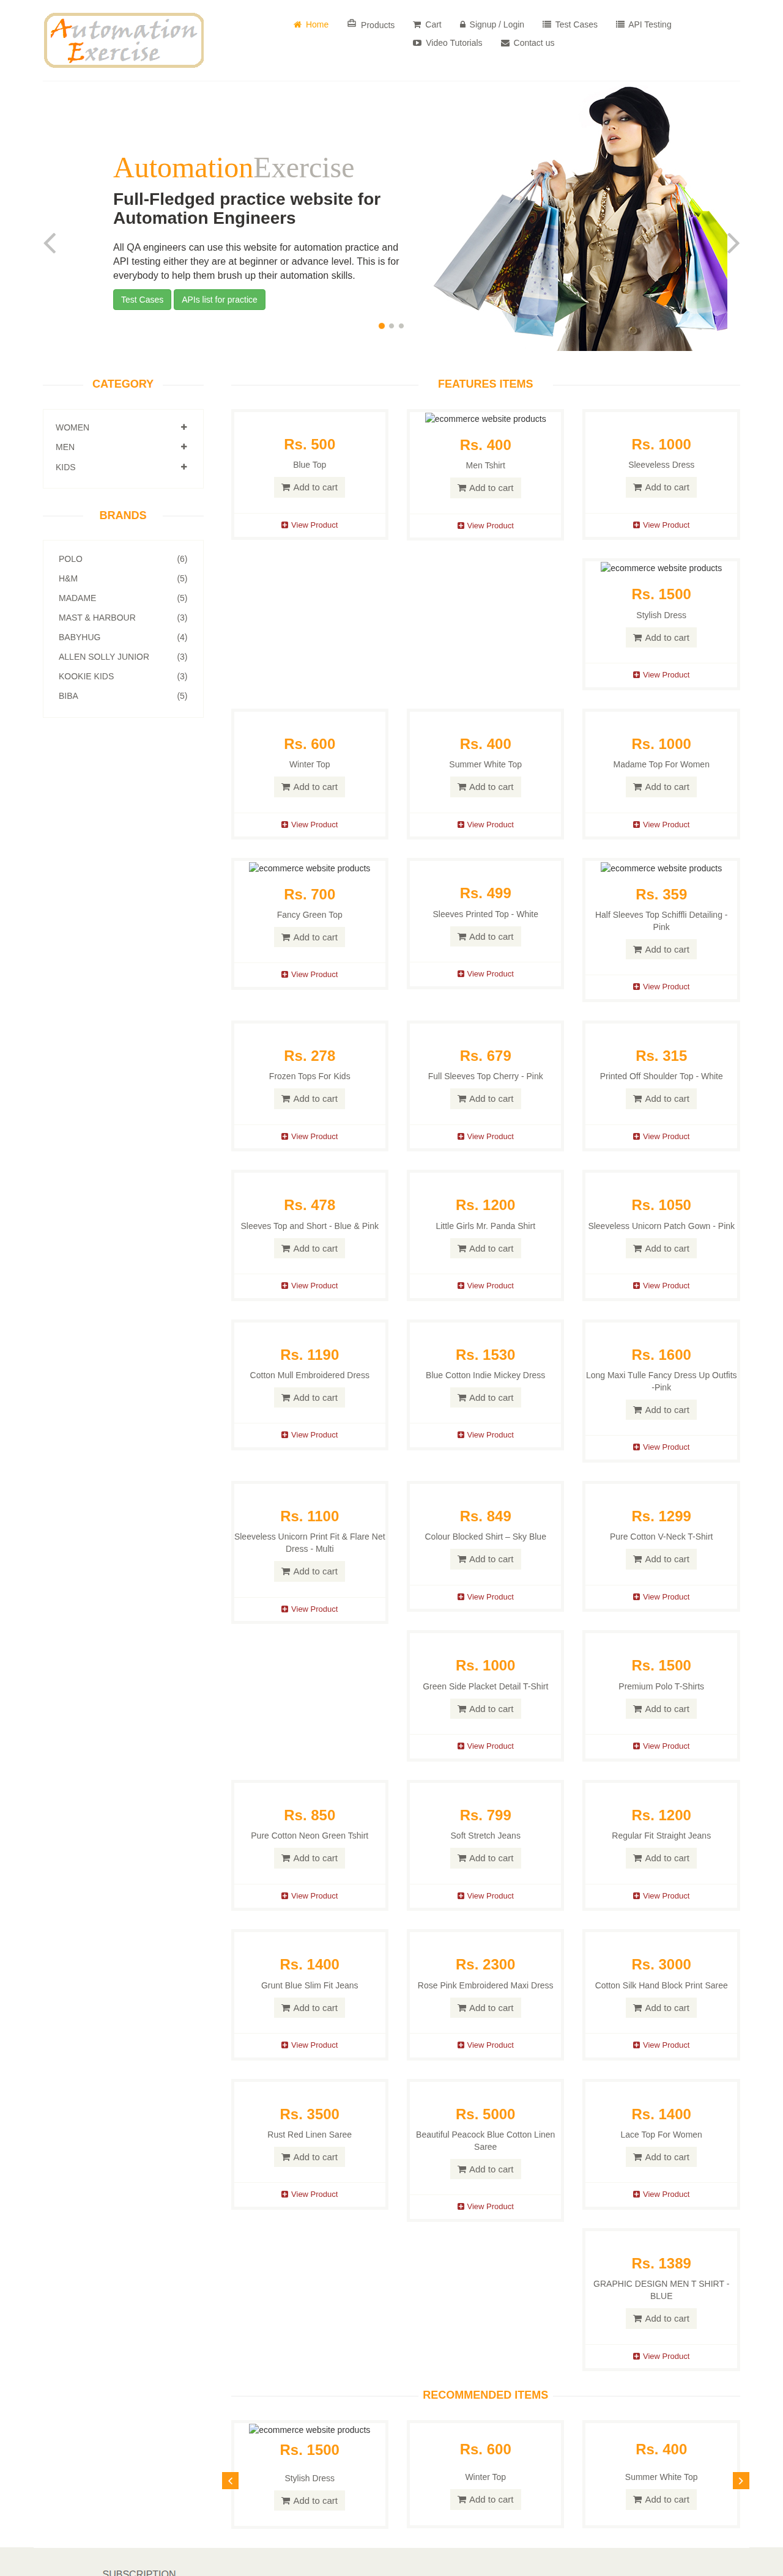 Automation
Exercise
Home
Products
Cart
Signup / Login
Test Cases
API Testing
Video Tutorials
Contact us
AutomationExercise
Full-Fledged practice website for
Automation Engineers
All QA engineers can use this website for automation practice and
API testing either they are at beginner or advance level. This is for
everybody to help them brush up their automation skills.
Test Cases
APIs list for practice
CATEGORY
WOMEN
MEN
KIDS
BRANDS
POLO (6)
H&M (5)
MADAME (5)
MAST & HARBOUR (3)
BABYHUG (4)
ALLEN SOLLY JUNIOR (3)
KOOKIE KIDS (3)
BIBA (5)
FEATURES ITEMS
Rs. 500
Blue Top
Add to cart
View Product
ecommerce website products
Rs. 400
Men Tshirt
Add to cart
View Product
Rs. 1000
Sleeveless Dress
Add to cart
View Product
ecommerce website products
Rs. 1500
Stylish Dress
Add to cart
View Product
Rs. 600
Winter Top
Add to cart
View Product
Rs. 400
Summer White Top
Add to cart
View Product
Rs. 1000
Madame Top For Women
Add to cart
View Product
ecommerce website products
Rs. 700
Fancy Green Top
Add to cart
View Product
Rs. 499
Sleeves Printed Top - White
Add to cart
View Product
ecommerce website products
Rs. 359
Half Sleeves Top Schiffli Detailing -
Pink
Add to cart
View Product
Rs. 278
Frozen Tops For Kids
Add to cart
View Product
Rs. 679
Full Sleeves Top Cherry - Pink
Add to cart
View Product
Rs. 315
Printed Off Shoulder Top - White
Add to cart
View Product
Rs. 478
Sleeves Top and Short - Blue & Pink
Add to cart
View Product
Rs. 1200
Little Girls Mr. Panda Shirt
Add to cart
View Product
Rs. 1050
Sleeveless Unicorn Patch Gown - Pink
Add to cart
View Product
Rs. 1190
Cotton Mull Embroidered Dress
Add to cart
View Product
Rs. 1530
Blue Cotton Indie Mickey Dress
Add to cart
View Product
Rs. 1600
Long Maxi Tulle Fancy Dress Up Outfits
-Pink
Add to cart
View Product
Rs. 1100
Sleeveless Unicorn Print Fit & Flare Net
Dress - Multi
Add to cart
View Product
Rs. 849
Colour Blocked Shirt – Sky Blue
Add to cart
View Product
Rs. 1299
Pure Cotton V-Neck T-Shirt
Add to cart
View Product
Rs. 1000
Green Side Placket Detail T-Shirt
Add to cart
View Product
Rs. 1500
Premium Polo T-Shirts
Add to cart
View Product
Rs. 850
Pure Cotton Neon Green Tshirt
Add to cart
View Product
Rs. 799
Soft Stretch Jeans
Add to cart
View Product
Rs. 1200
Regular Fit Straight Jeans
Add to cart
View Product
Rs. 1400
Grunt Blue Slim Fit Jeans
Add to cart
View Product
Rs. 2300
Rose Pink Embroidered Maxi Dress
Add to cart
View Product
Rs. 3000
Cotton Silk Hand Block Print Saree
Add to cart
View Product
Rs. 3500
Rust Red Linen Saree
Add to cart
View Product
Rs. 5000
Beautiful Peacock Blue Cotton Linen
Saree
Add to cart
View Product
Rs. 1400
Lace Top For Women
Add to cart
View Product
Rs. 1389
GRAPHIC DESIGN MEN T SHIRT -
BLUE
Add to cart
View Product
RECOMMENDED ITEMS
ecommerce website products
Rs. 1500
Stylish Dress
Add to cart
Rs. 600
Winter Top
Add to cart
Rs. 400
Summer White Top
Add to cart
SUBSCRIPTION